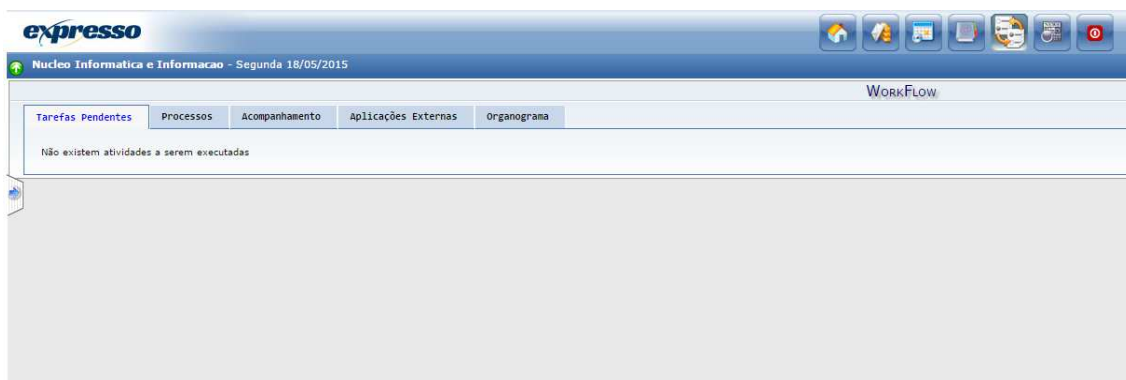 expresso
Nucleo Informatica e Informacao - Segunda 18/05/2015
WorkFlow
Tarefas Pendentes Processos Acompanhamento Aplicações Externas Organograma
Não existem atividades a serem executadas